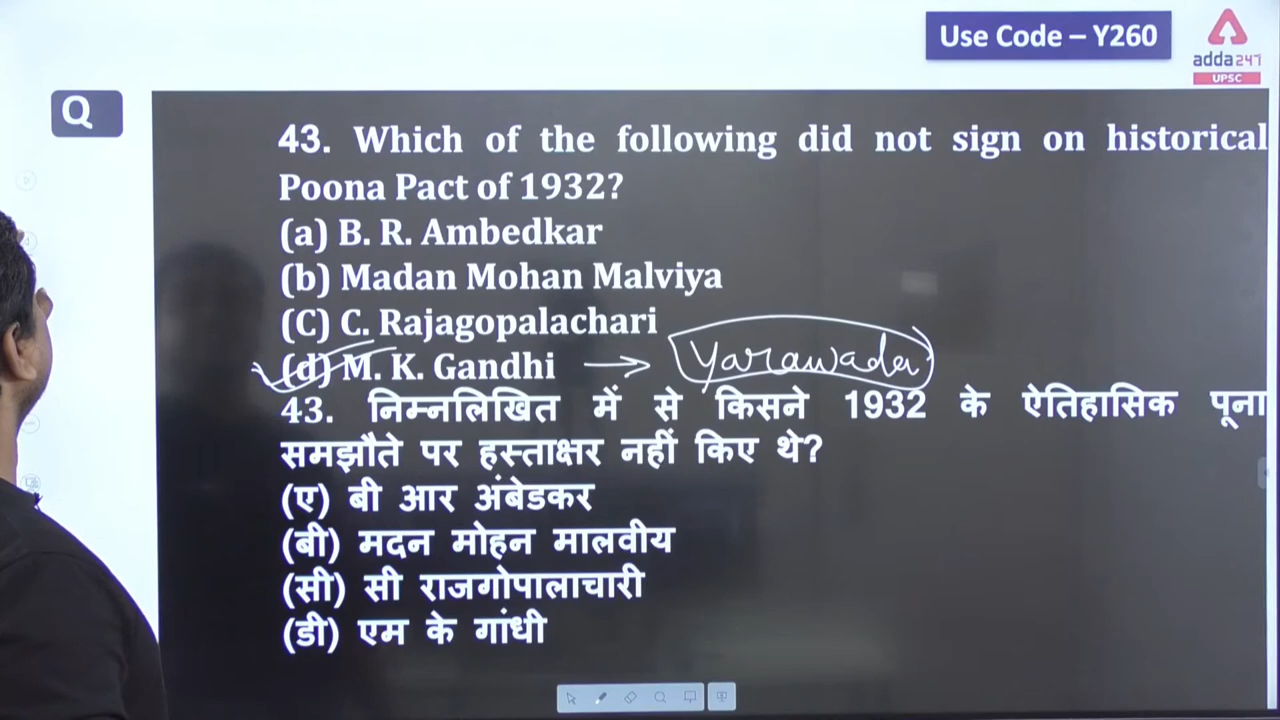 Use Code – Y260
adda247
UPSC
Q
43. Which of the following did not sign on historical
Poona Pact of 1932?
(a) B. R. Ambedkar
(b) Madan Mohan Malviya
(C) C. Rajagopalachari
(d) M. K. Gandhi → Yarawada
43. निम्नलिखित में से किसने 1932 के ऐतिहासिक पूना
समझौते पर हस्ताक्षर नहीं किए थे?
(ए) बी आर अंबेडकर
(बी) मदन मोहन मालवीय
(सी) सी राजगोपालाचारी
(डी) एम के गांधी